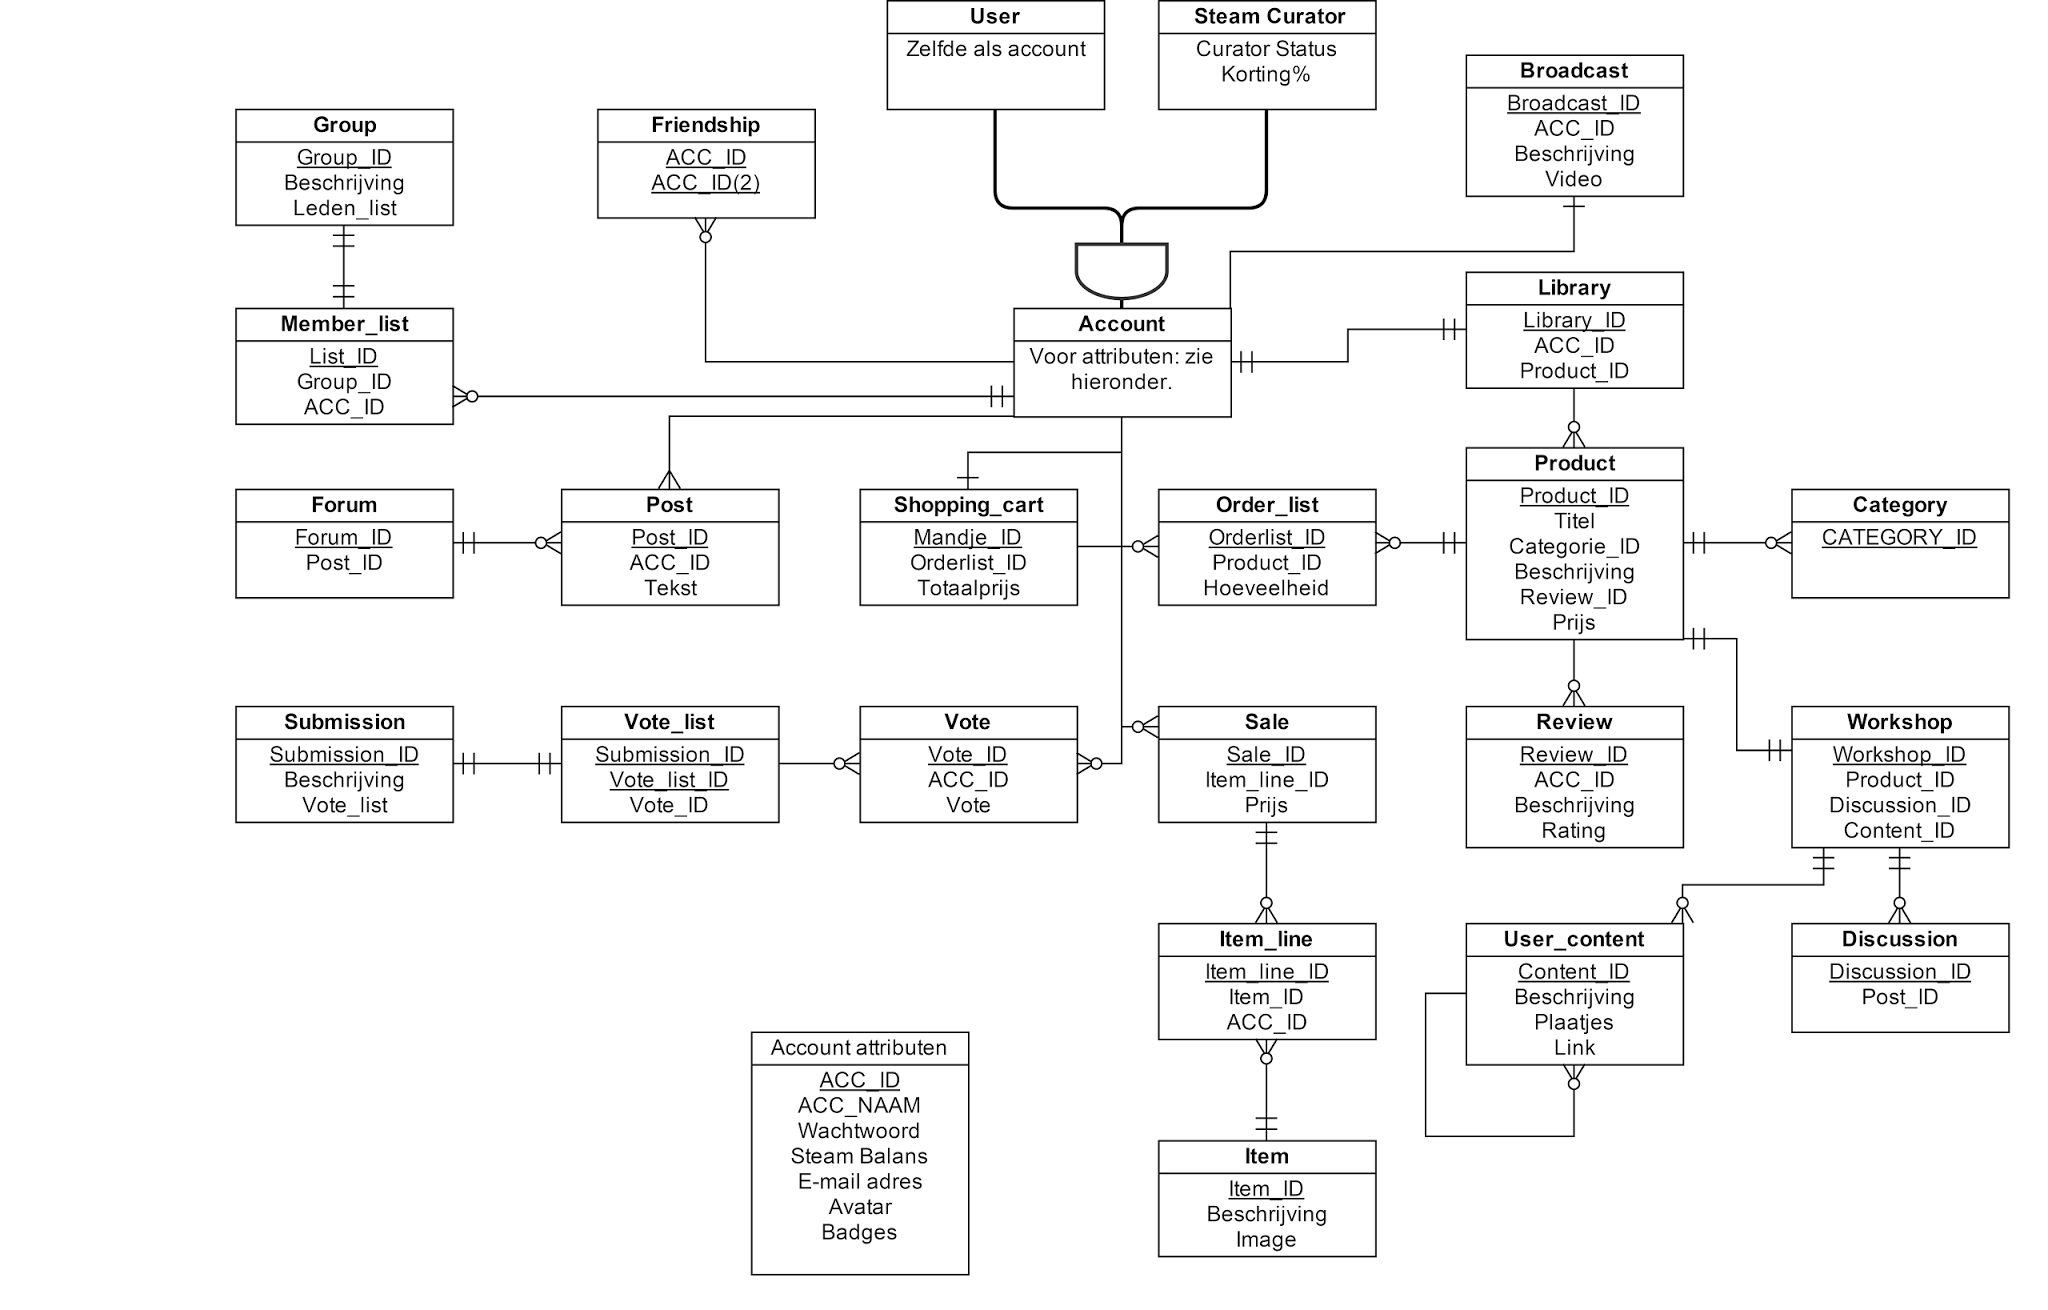 User
Zelfde als account
Steam Curator
Curator Status
Korting%
Broadcast
Broadcast_ID
ACC_ID
Beschrijving
Video
Group
Group_ID
Beschrijving
Leden_list
Friendship
ACC_ID
ACC_ID(2)
Library
Library_ID
ACC_ID
Product_ID
Member_list
List_ID
Group_ID
ACC_ID
Account
Voor attributen: zie
hieronder.
Forum
Forum_ID
Post_ID
Post
Post_ID
ACC_ID
Tekst
Shopping_cart
Mandje_ID
Orderlist_ID
Totaalprijs
Order_list
Orderlist_ID
Product_ID
Hoeveelheid
Product
Product_ID
Titel
Categorie_ID
Beschrijving
Review_ID
Prijs
Category
CATEGORY_ID
Submission
Submission_ID
Beschrijving
Vote_list
Vote_list
Submission_ID
Vote_list_ID
Vote_ID
Vote
Vote_ID
ACC_ID
Vote
Sale
Sale_ID
Item_line_ID
Prijs
Review
Review_ID
ACC_ID
Beschrijving
Rating
Workshop
Workshop_ID
Product_ID
Discussion_ID
Content_ID
Item_line
Item_line_ID
Item_ID
ACC_ID
User_content
Content_ID
Beschrijving
Plaatjes
Link
Discussion
Discussion_ID
Post_ID
Account attributen
ACC_ID
ACC_NAAM
Wachtwoord
Steam Balans
E-mail adres
Avatar
Badges
Item
Item_ID
Beschrijving
Image